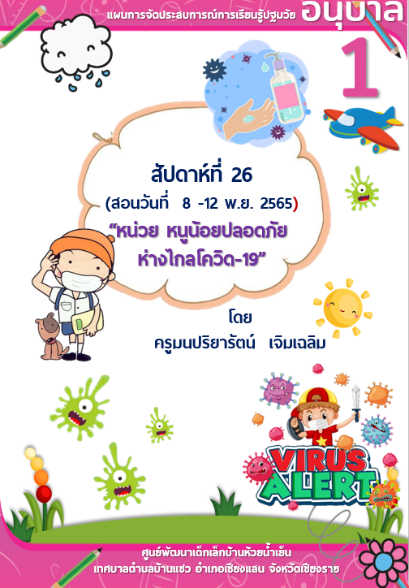 แผนการจัดประสบการณ์การเรียนรู้ปฐมวัย อนุบาล
1
สัปดาห์ที่ 26
(สอนวันที่ 8 -12 พ.ย. 2565)
“หน่วย หนูน้อยปลอดภัย
ห่างไกลโควิด-19”
โดย
ครูมนปริยารัตน์ เจิมเฉลิม
VIRUS
ALERT
ศูนย์พัฒนาเด็กเล็กบ้านห้วยน้ำเย็น
เทศบาลตำบลบ้านแซว อำเภอเชียงแสน จังหวัดเชียงราย